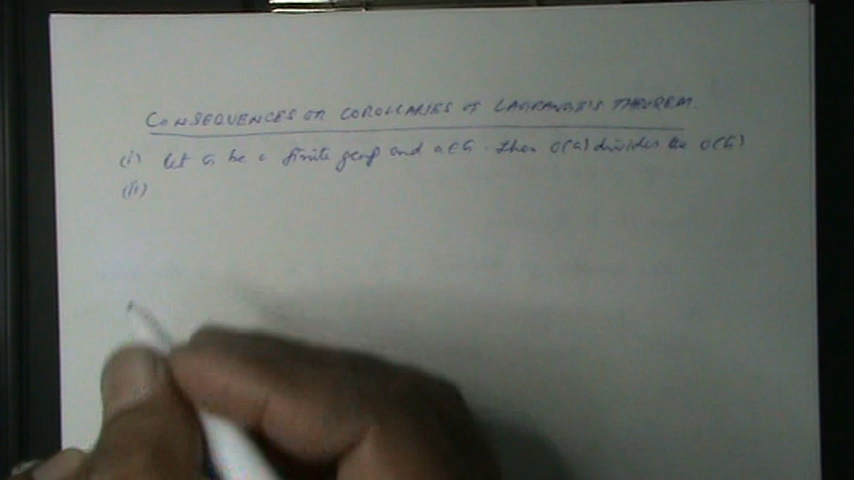 CONSEQUENCES OR COROLLARIES OF LAGRANGE'S THEOREM.
(i) Let G be a finite group and a∈G. Then O(a) divides the O(G)
(ii)